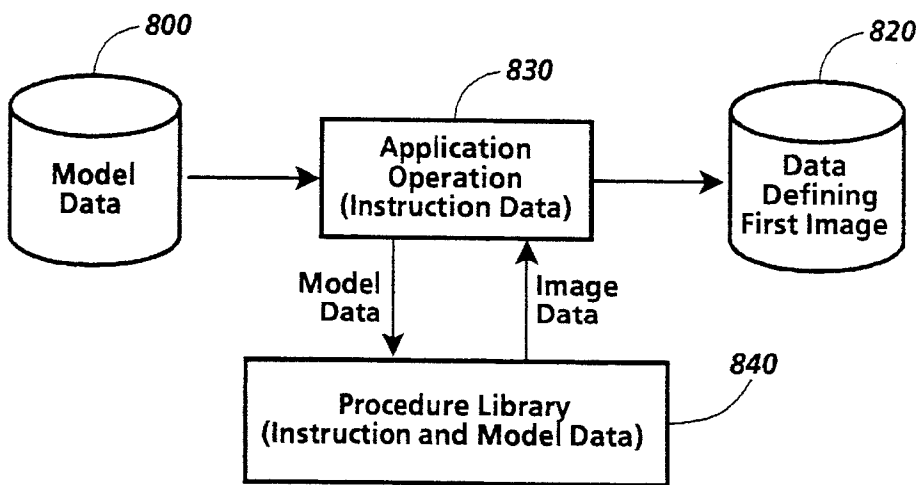 800
830
820
Model
Data
Application
Operation
(Instruction Data)
Data
Defining
First Image
Model
Data
Image
Data
840
Procedure Library
(Instruction and Model Data)